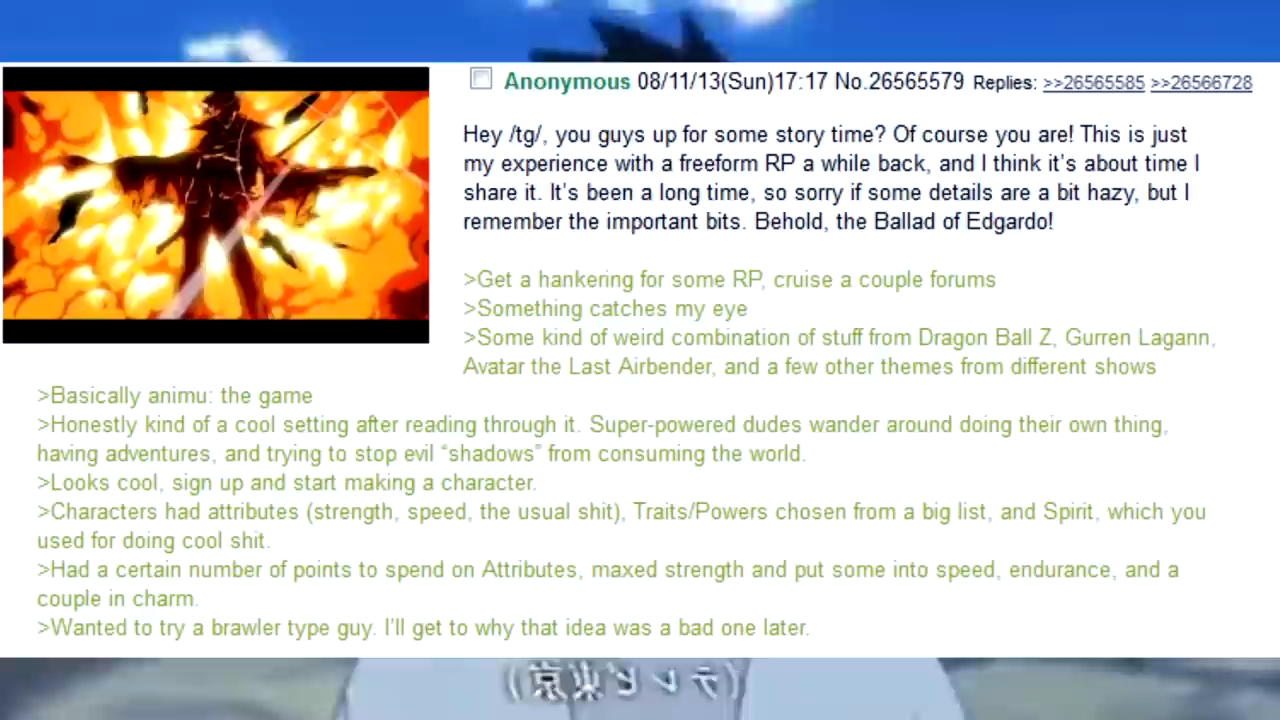 Anonymous 08/11/13(Sun)17:17 No.26565579 Replies: >>26565585 >>26566728
Hey /tg/, you guys up for some story time? Of course you are! This is just
my experience with a freeform RP a while back, and I think it's about time I
share it. It's been a long time, so sorry if some details are a bit hazy, but I
remember the important bits. Behold, the Ballad of Edgardo!
>Get a hankering for some RP, cruise a couple forums
>Something catches my eye
>Some kind of weird combination of stuff from Dragon Ball Z, Gurren Lagann,
Avatar the Last Airbender, and a few other themes from different shows
>Basically animu: the game
>Honestly kind of a cool setting after reading through it. Super-powered dudes wander around doing their own thing,
having adventures, and trying to stop evil “shadows” from consuming the world.
>Looks cool, sign up and start making a character.
>Characters had attributes (strength, speed, the usual shit), Traits/Powers chosen from a big list, and Spirit, which you
used for doing cool shit.
>Had a certain number of points to spend on Attributes, maxed strength and put some into speed, endurance, and a
couple in charm.
>Wanted to try a brawler type guy. I'll get to why that idea was a bad one later.
(テレビ東京)